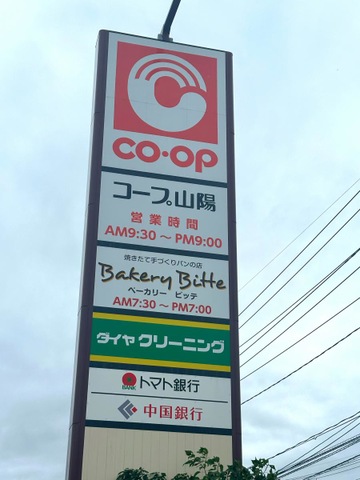 CO·OP
コープ山陽
営業時間
AM9:30～PM9:00
焼きたて手づくりパンの店
Bakery Bitte
ベーカリー ビッテ
AM7:30～PM7:00
ダイヤクリーニング
TOMATO BANK トマト銀行
中国銀行